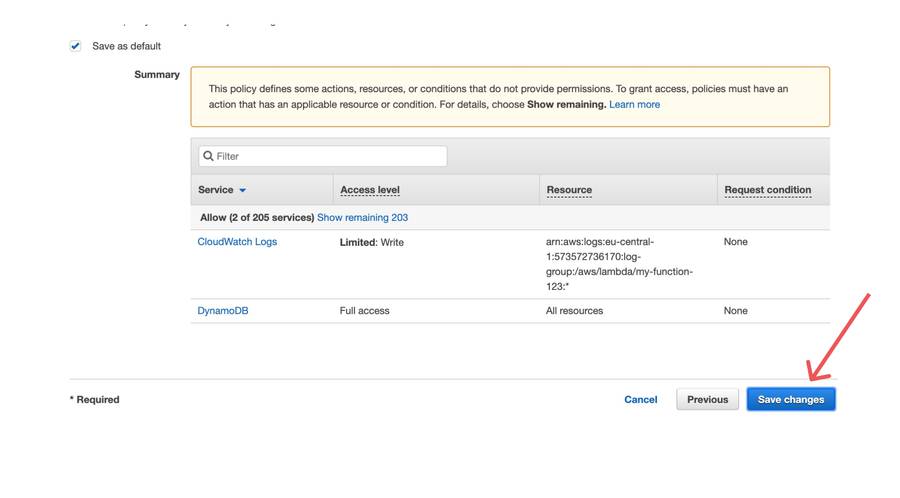 Save as default
Summary
This policy defines some actions, resources, or conditions that do not provide permissions. To grant access, policies must have an
action that has an applicable resource or condition. For details, choose Show remaining. Learn more
Filter
Service Access level Resource Request condition
Allow (2 of 205 services) Show remaining 203
CloudWatch Logs Limited: Write arn:aws:logs:eu-central- None
1:573572736170:log-
group:/aws/lambda/my-function-
123:*
DynamoDB Full access All resources None
* Required Cancel Previous Save changes